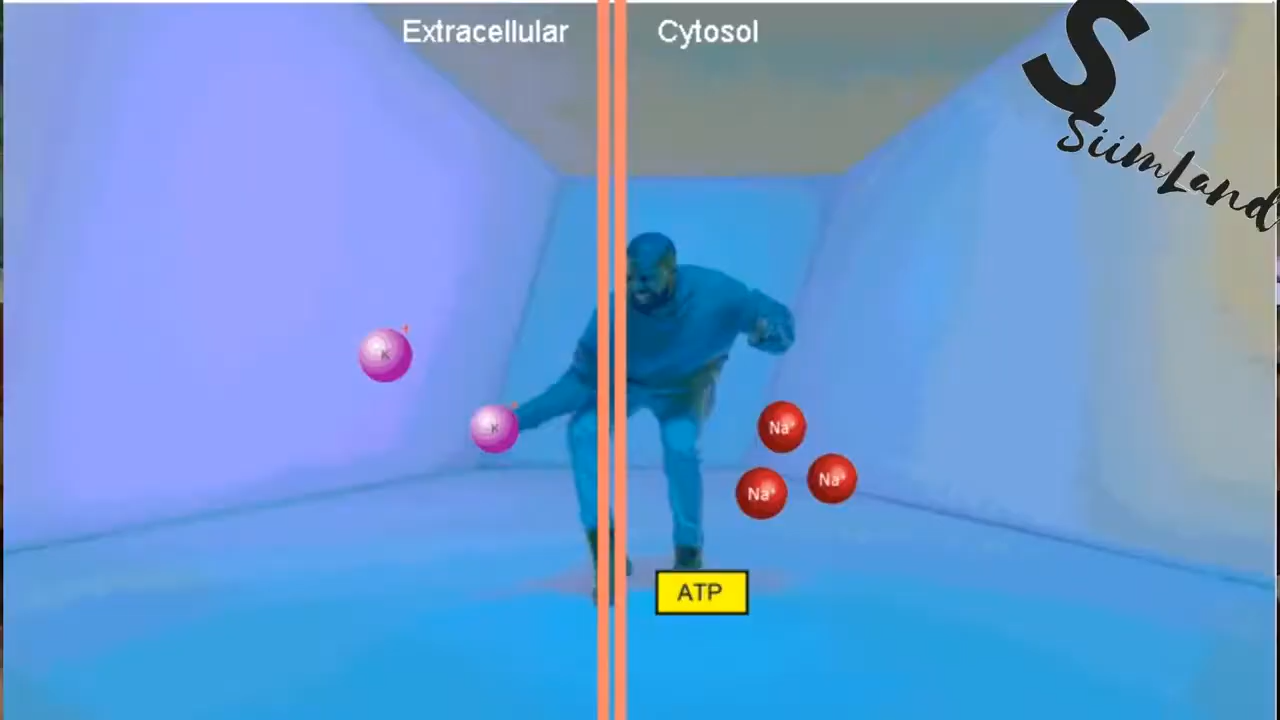 Extracellular
Cytosol
S
SiimLand
K+
K+
Na+
Na+
Na+
ATP